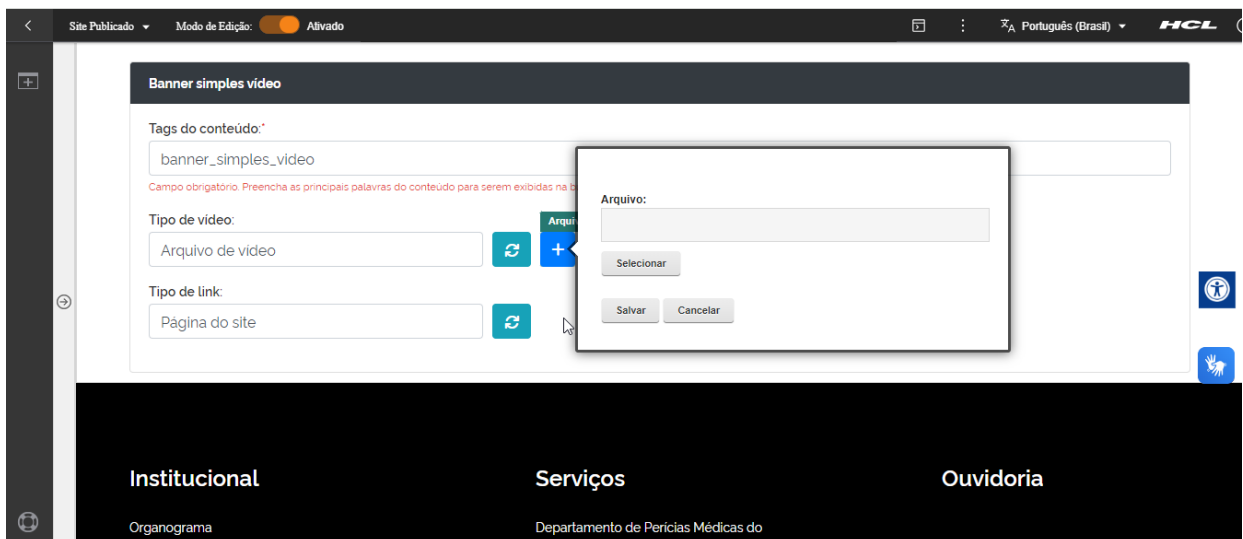 Site Publicado
Modo de Edição:
Ativado
Português (Brasil)
HCL
Banner simples vídeo
Tags do conteúdo:*
banner_simples_video
Campo obrigatório. Preencha as principais palavras do conteúdo para serem exibidas na
Tipo de vídeo:
Arquivo de vídeo
Tipo de link:
Página do site
Arquivo:
Selecionar
Salvar Cancelar
Institucional
Serviços
Ouvidoria
Organograma
Departamento de Perícias Médicas do